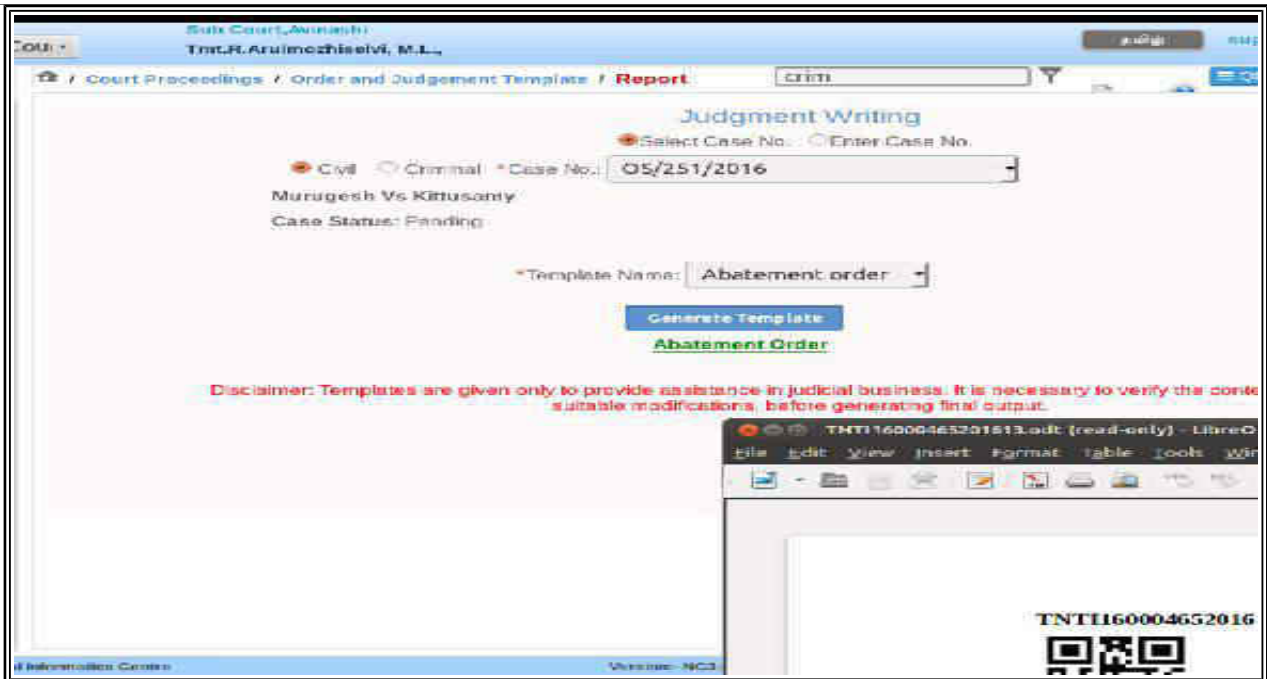 Sub Court,Avinashi
Cour
Tmt.R.Arulmozhiselvi, M.L.,
தமிழ்
/ Court Proceedings / Order and Judgement Template / Report
crim
Judgment Writing
Select Case No. Enter Case No.
Civil Criminal *Case No.: OS/251/2016
Murugesh Vs Kittusamy
Case Status: Pending
*Template Name: Abatement order
Generate Template
Abatement Order
Disclaimer: Templates are given only to provide assistance in judicial business. It is necessary to verify the conte
suitable modifications, before generating final output.
TNTI160004652016 13.odt (read-only) - LibreO
File Edit View Insert Format Table Tools Win
TNTI160004652016
l Informatics Centre
Version:- NC3